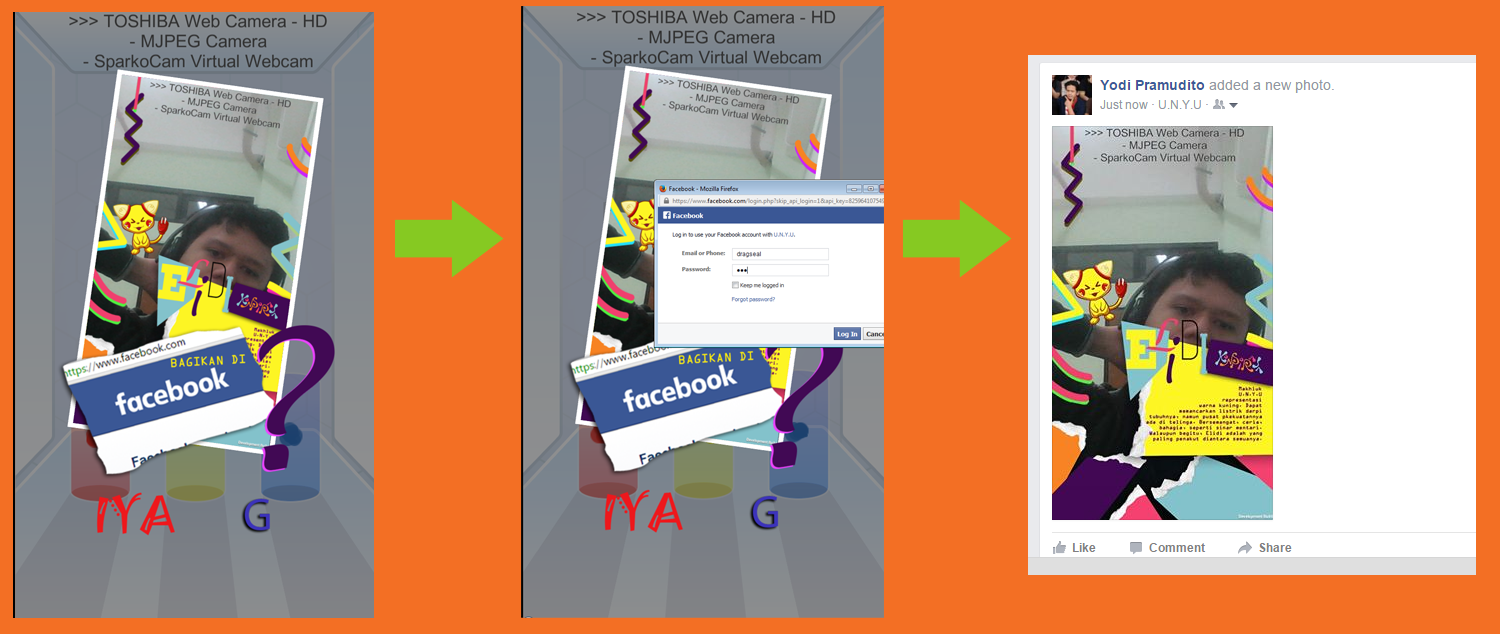 >>> TOSHIBA Web Camera - HD
- MJPEG Camera
- SparkoCam Virtual Webcam
>>> TOSHIBA Web Camera - HD
- MJPEG Camera
- SparkoCam Virtual Webcam
EfiDi
Makhluk
U.N.Y.U
https://www.facebook.com
BAGIKAN DI
facebook
?
IYA
G
>>> TOSHIBA Web Camera - HD
- MJPEG Camera
- SparkoCam Virtual Webcam
>>> TOSHIBA Web Camera - HD
- MJPEG Camera
- SparkoCam Virtual Webcam
Facebook - Mozilla Firefox
https://www.facebook.com/login.php?skip_api_login=1&api_key=
Facebook
Log in to use your Facebook account with U.N.Y.U.
Email or Phone:
dragseal
Password:
Keep me logged in
Forgot password?
Log In
https://www.facebook.com
BAGIKAN DI
facebook
?
IYA
G
Yodi Pramudito added a new photo.
Just now · U.N.Y.U ·
>>> TOSHIBA Web Camera - HD
- MJPEG Camera
- SparkoCam Virtual Webcam
Makhluk
U.N.Y.U
representasi
warna kuning. Dapat
memancarkan listrik darpi
tubuhnya, namun pusat pkakuatannya
ada di telinga. Bersemangat, ceria,
bahagia, seperti sinar mentari.
Walaupun begitu, Elidi adalah yang
paling penakut diantara semuanya.
Like
Comment
Share